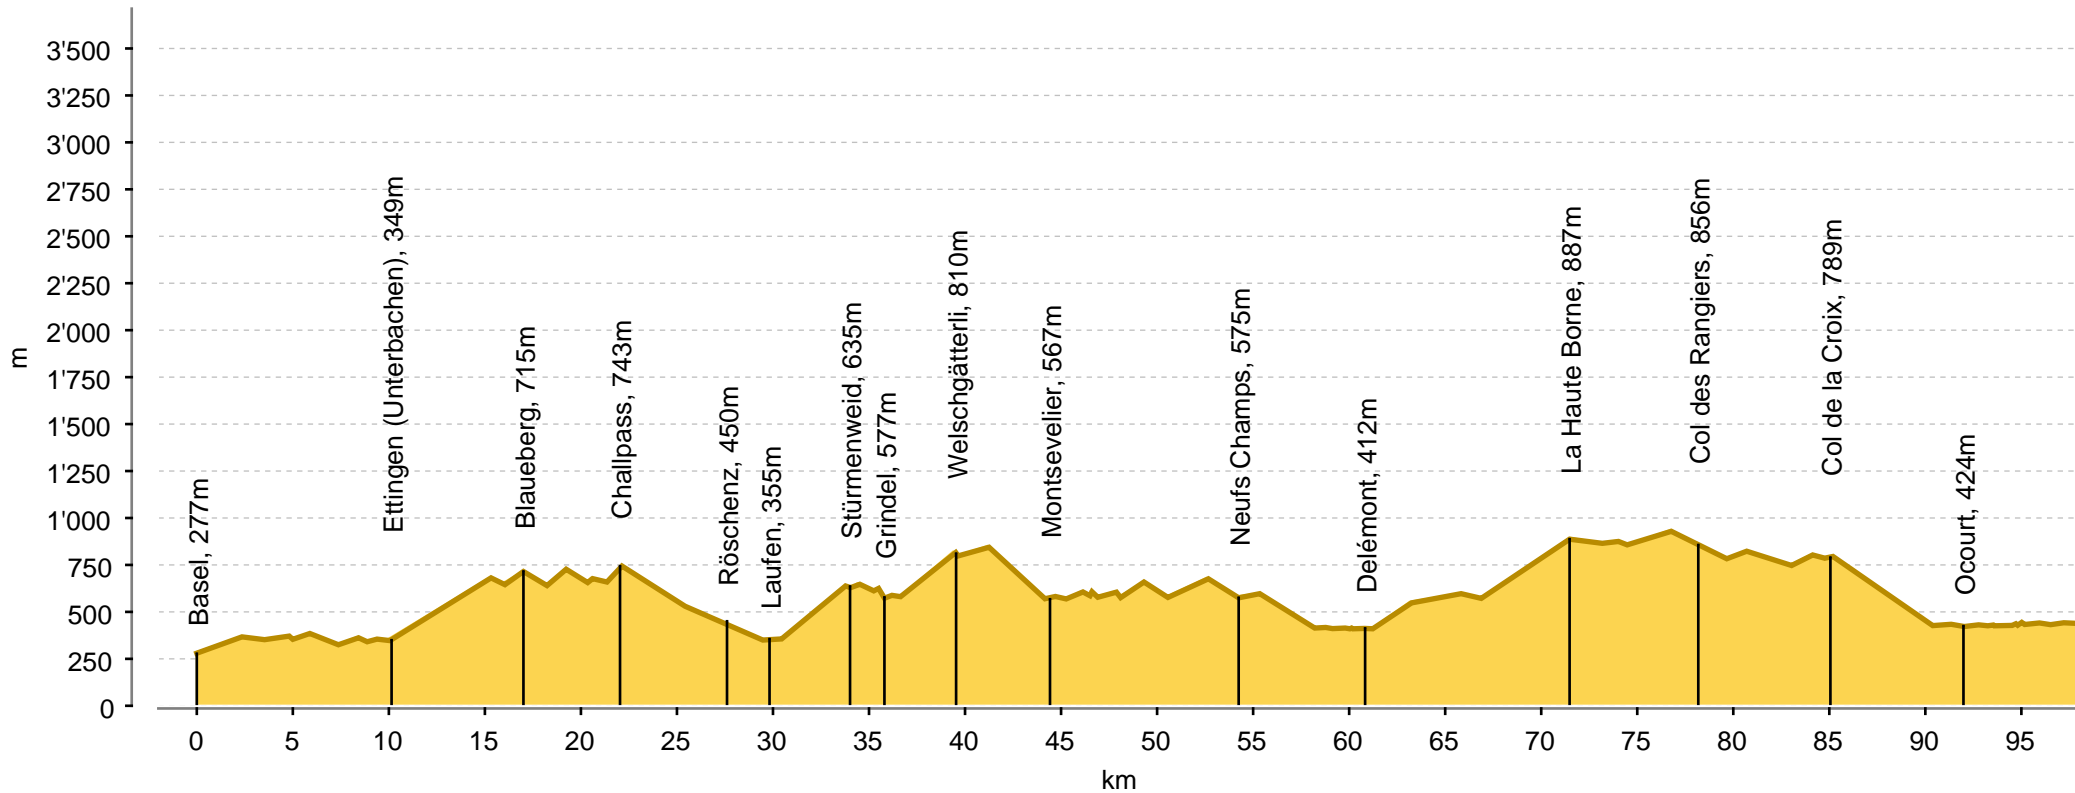 3'500
3'250
3'000
2'750
2'500
2'250
2'000
1'750
1'500
1'250
1'000
750
500
250
0
m
Basel, 277m
Ettingen (Unterbachen), 349m
Blaueberg, 715m
Challpass, 743m
Röschenz, 450m
Laufen, 355m
Stürmenweid, 635m
Grindel, 577m
Welschgätterli, 810m
Montsevelier, 567m
Neufs Champs, 575m
Delémont, 412m
La Haute Borne, 887m
Col des Rangiers, 856m
Col de la Croix, 789m
Ocourt, 424m
0 5 10 15 20 25 30 35 40 45 50 55 60 65 70 75 80 85 90 95
km